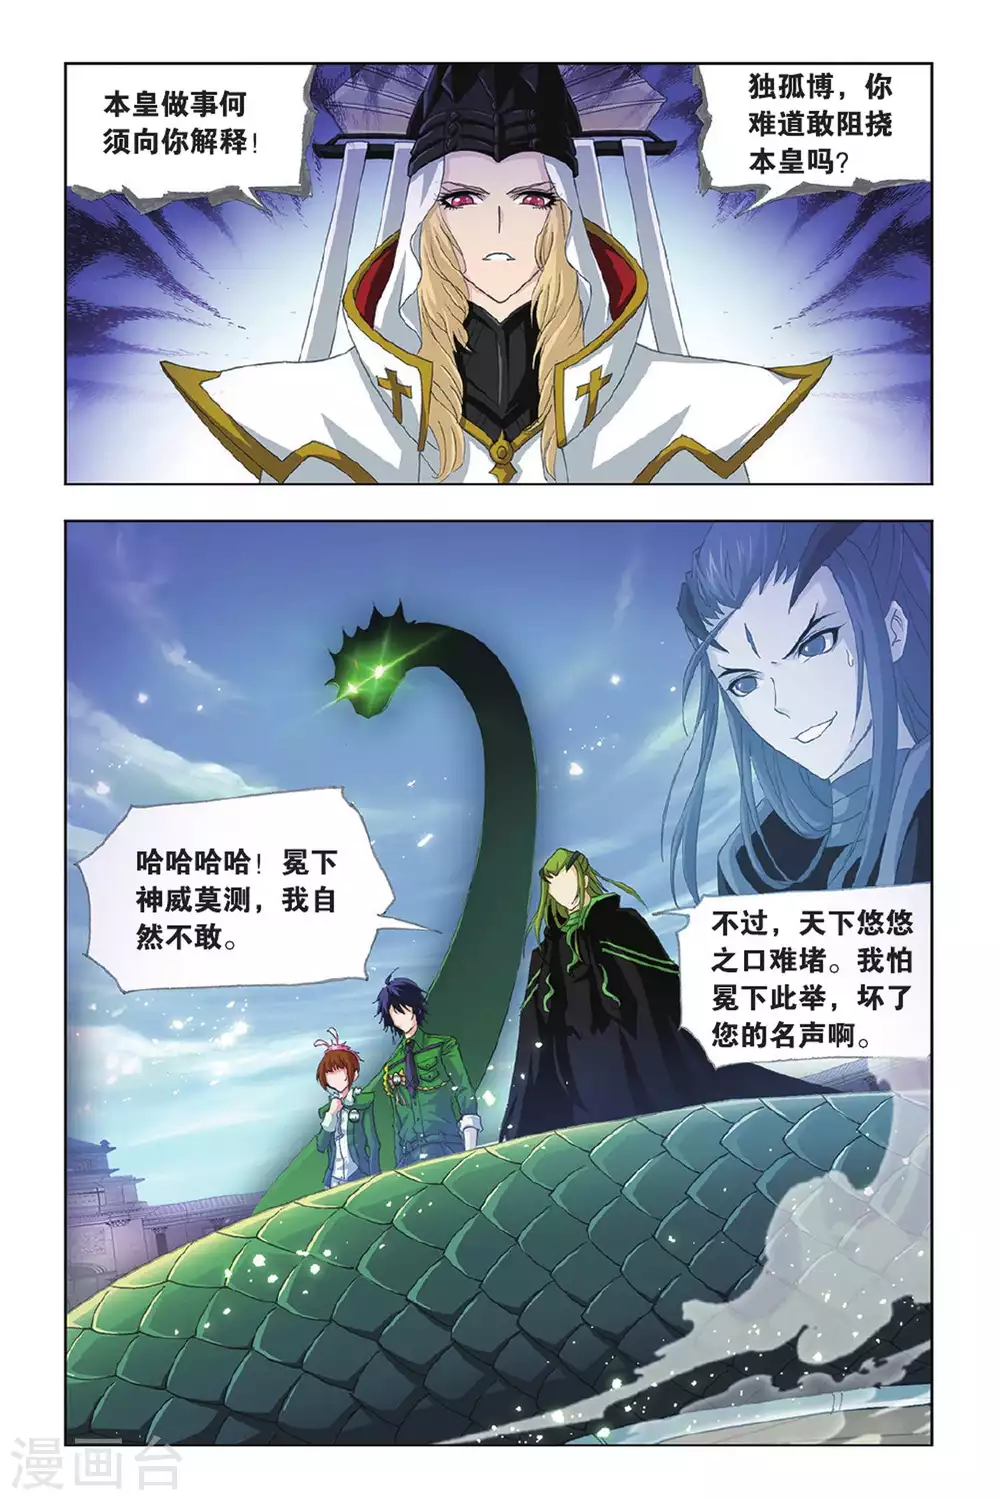 本皇做事何
须向你解释！
独孤博，你
难道敢阻挠
本皇吗？
哈哈哈哈！冕下
神威莫测，我自
然不敢。
不过，天下悠悠
之口难堵。我怕
冕下此举，坏了
您的名声啊。
漫画台